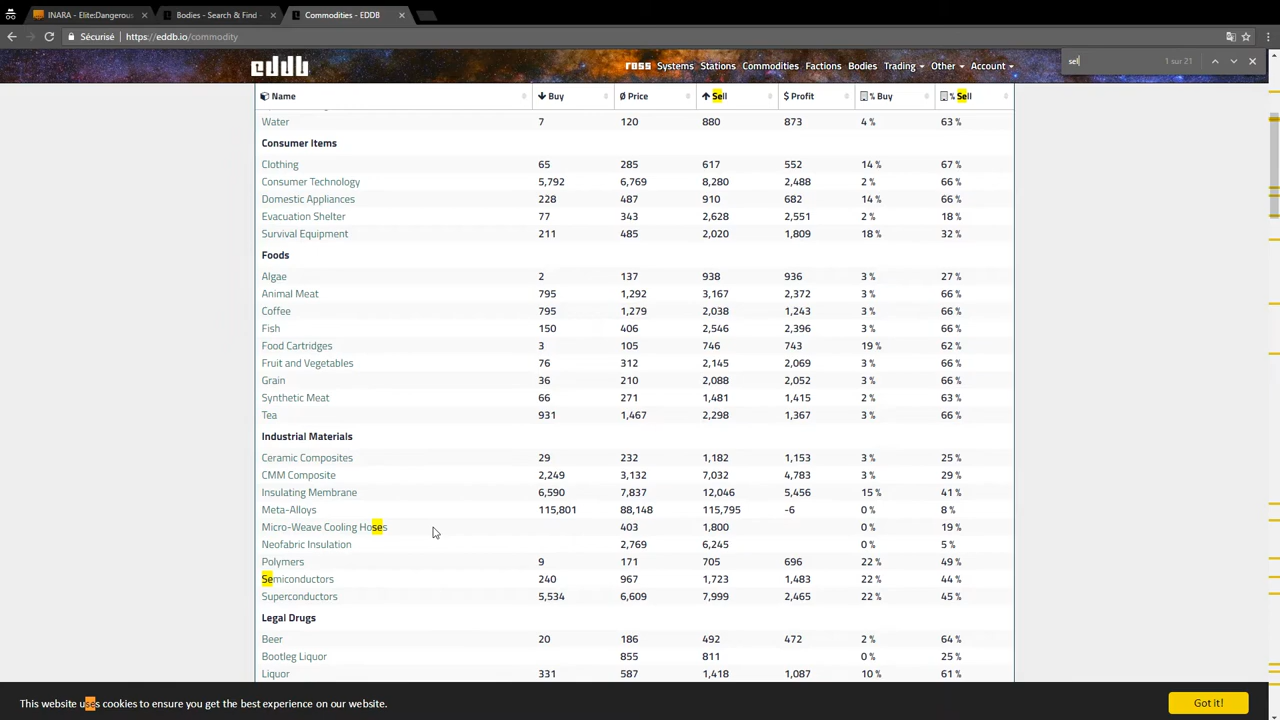 INARA - Elite:Dangerous
Bodies - Search & Find -
Commodities - EDDB
Sécurisé https://eddb.io/commodity
sel 1 sur 21
eddb ross Systems Stations Commodities Factions Bodies Trading Other Account
Name Buy Ø Price Sell $ Profit % Buy % Sell
Water 7 120 880 873 4 % 63 %
Consumer Items
Clothing 65 285 617 552 14 % 67 %
Consumer Technology 5,792 6,769 8,280 2,488 2 % 66 %
Domestic Appliances 228 487 910 682 14 % 66 %
Evacuation Shelter 77 343 2,628 2,551 2 % 18 %
Survival Equipment 211 485 2,020 1,809 18 % 32 %
Foods
Algae 2 137 938 936 3 % 27 %
Animal Meat 795 1,292 3,167 2,372 3 % 66 %
Coffee 795 1,279 2,038 1,243 3 % 66 %
Fish 150 406 2,546 2,396 3 % 66 %
Food Cartridges 3 105 746 743 19 % 62 %
Fruit and Vegetables 76 312 2,145 2,069 3 % 66 %
Grain 36 210 2,088 2,052 3 % 66 %
Synthetic Meat 66 271 1,481 1,415 2 % 63 %
Tea 931 1,467 2,298 1,367 3 % 66 %
Industrial Materials
Ceramic Composites 29 232 1,182 1,153 3 % 25 %
CMM Composite 2,249 3,132 7,032 4,783 3 % 29 %
Insulating Membrane 6,590 7,837 12,046 5,456 15 % 41 %
Meta-Alloys 115,801 88,148 115,795 -6 0 % 8 %
Micro-Weave Cooling Hoses 403 1,800 0 % 19 %
Neofabric Insulation 2,769 6,245 0 % 5 %
Polymers 9 171 705 696 22 % 49 %
Semiconductors 240 967 1,723 1,483 22 % 44 %
Superconductors 5,534 6,609 7,999 2,465 22 % 45 %
Legal Drugs
Beer 20 186 492 472 2 % 64 %
Bootleg Liquor 855 811 0 % 25 %
Liquor 331 587 1,418 1,087 10 % 61 %
This website uses cookies to ensure you get the best experience on our website.
Got it!